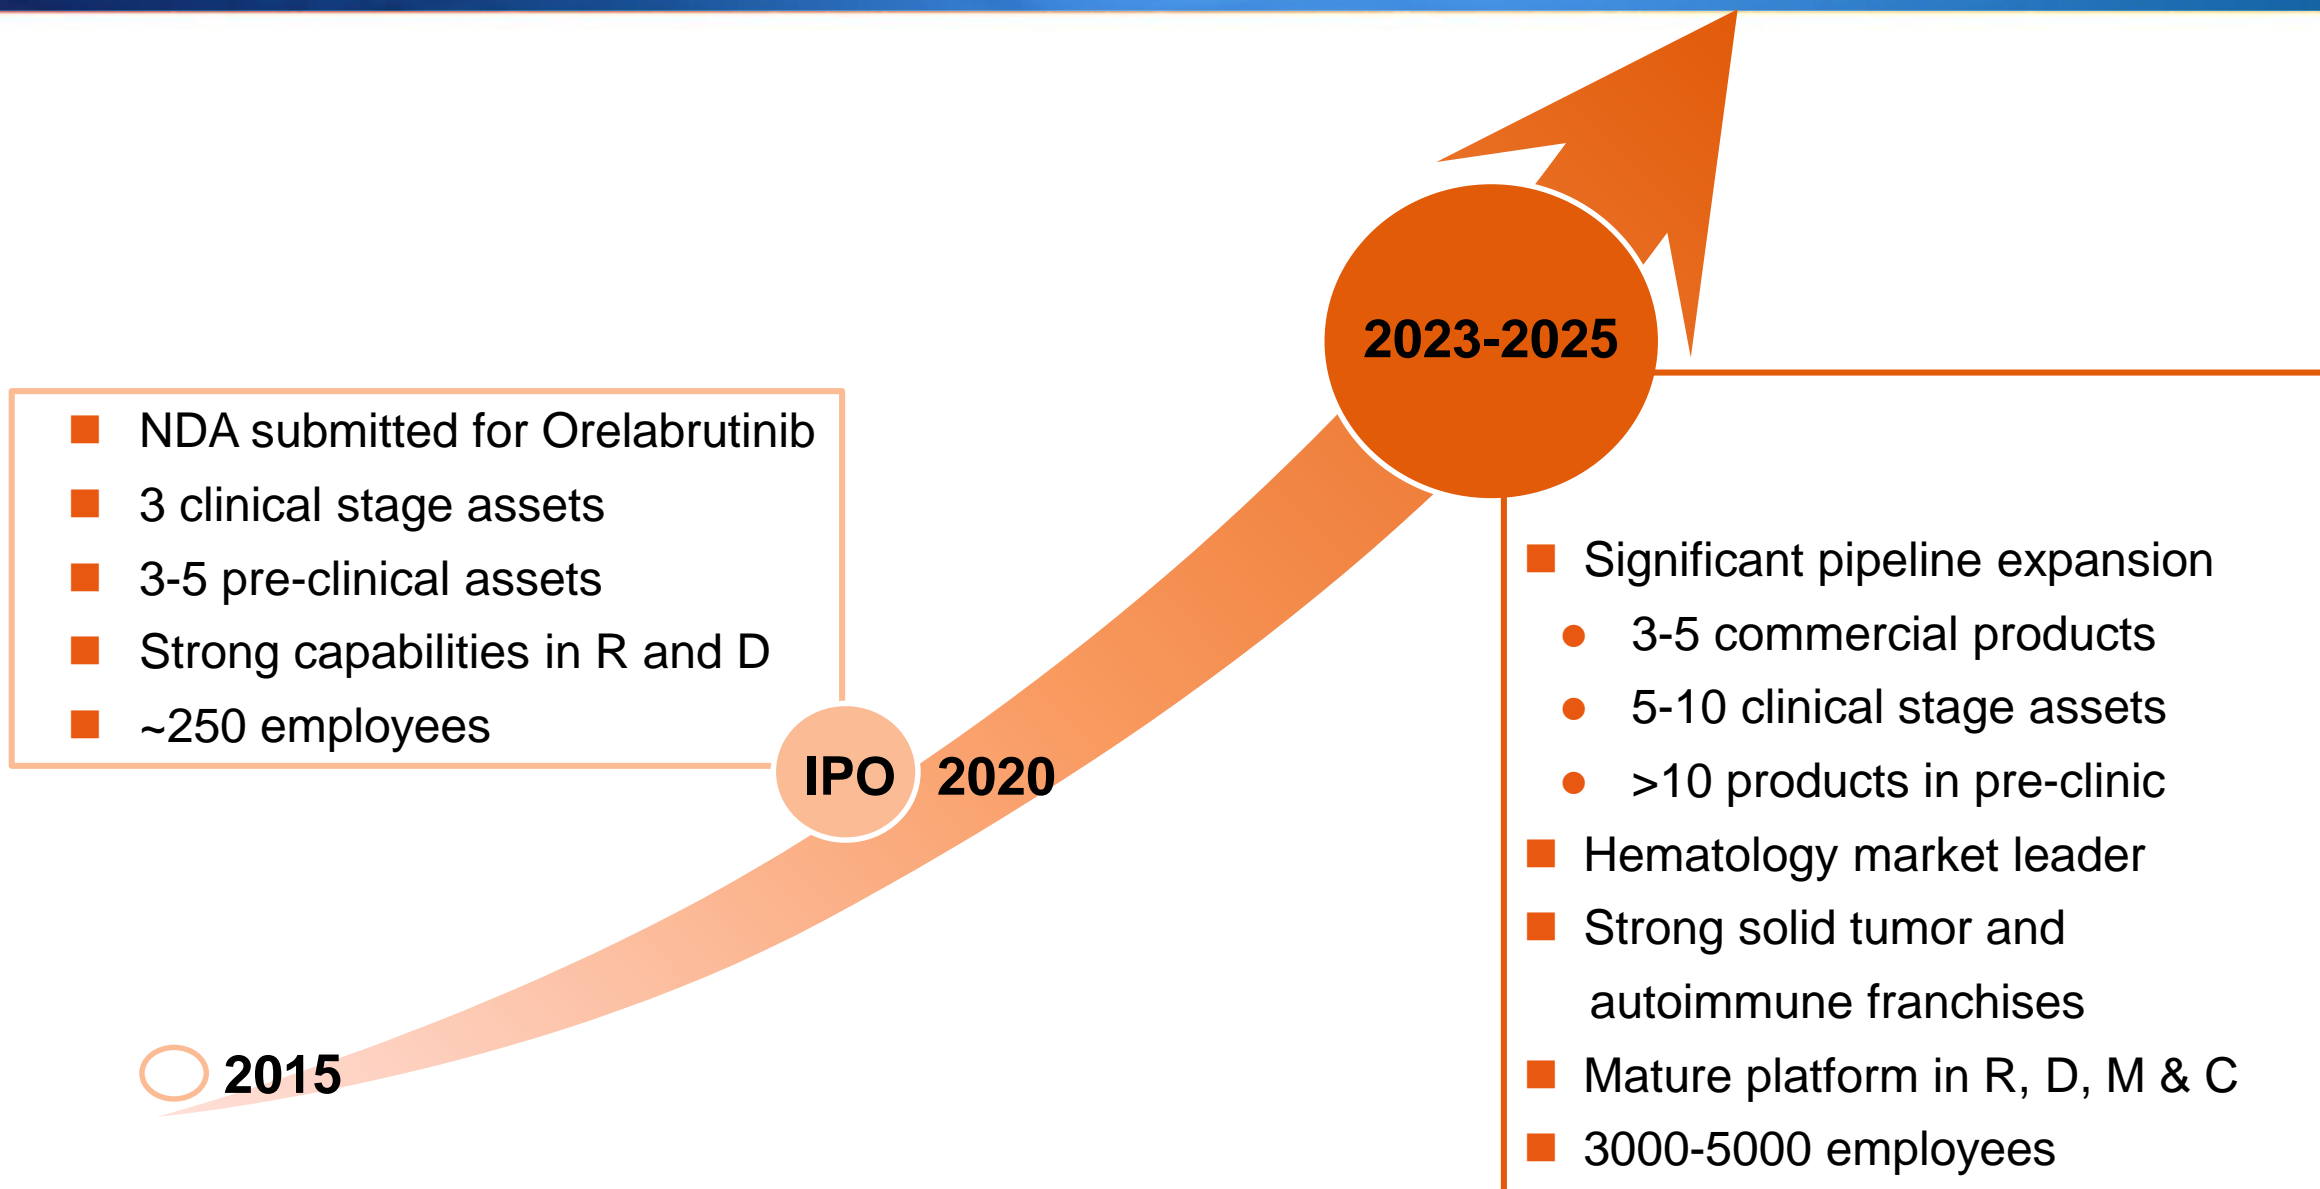 2023-2025
NDA submitted for Orelabrutinib
3 clinical stage assets
3-5 pre-clinical assets
Strong capabilities in R and D
~250 employees
IPO 2020
2015
Significant pipeline expansion
3-5 commercial products
5-10 clinical stage assets
>10 products in pre-clinic
Hematology market leader
Strong solid tumor and
autoimmune franchises
Mature platform in R, D, M & C
3000-5000 employees